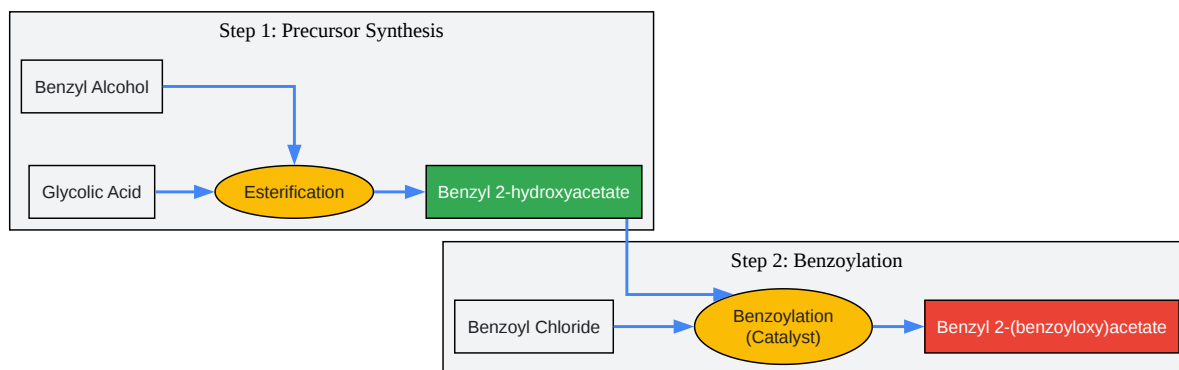 Step 1: Precursor Synthesis
Benzyl Alcohol
Glycolic Acid
Esterification
Benzyl 2-hydroxyacetate
Step 2: Benzoylation
Benzoyl Chloride
Benzoylation
(Catalyst)
Benzyl 2-(benzoyloxy)acetate